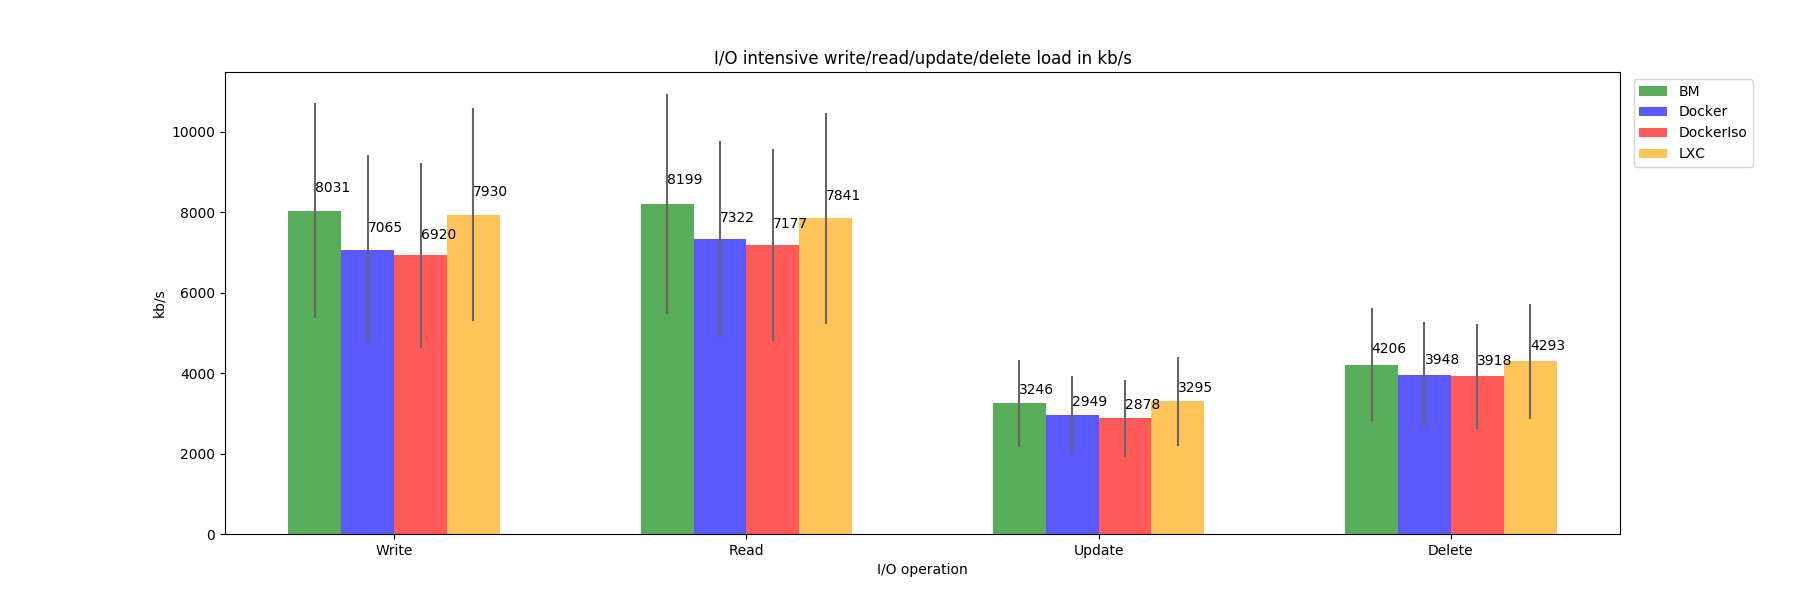 I/O intensive write/read/update/delete load in kb/s
BM
Docker
DockerIso
LXC
kb/s
10000
8000
6000
4000
2000
0
8031
7065
6920
7930
8199
7322
7177
7841
3246
2949
2878
3295
4206
3948
3918
4293
Write
Read
Update
Delete
I/O operation